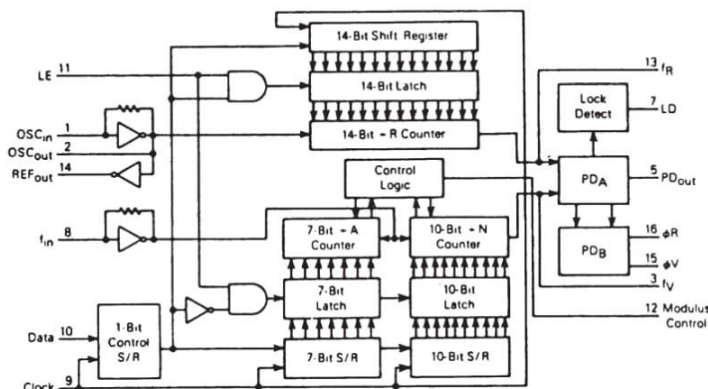 14-Bit Shift Register
14-Bit Latch
14-Bit ÷ R Counter
LE 11
OSCin 1
OSCout 2
REFout 14
fin 8
Control
Logic
7-Bit ÷ A
Counter
10-Bit ÷ N
Counter
7-Bit
Latch
10-Bit
Latch
7-Bit S/R
10-Bit S/R
Data 10
1-Bit
Control
S/R
Clock 9
Lock
Detect
PDA
PDB
13 fR
7 LD
5 PDout
16 ϕR
15 ϕV
3 fV
12 Modulus
Control